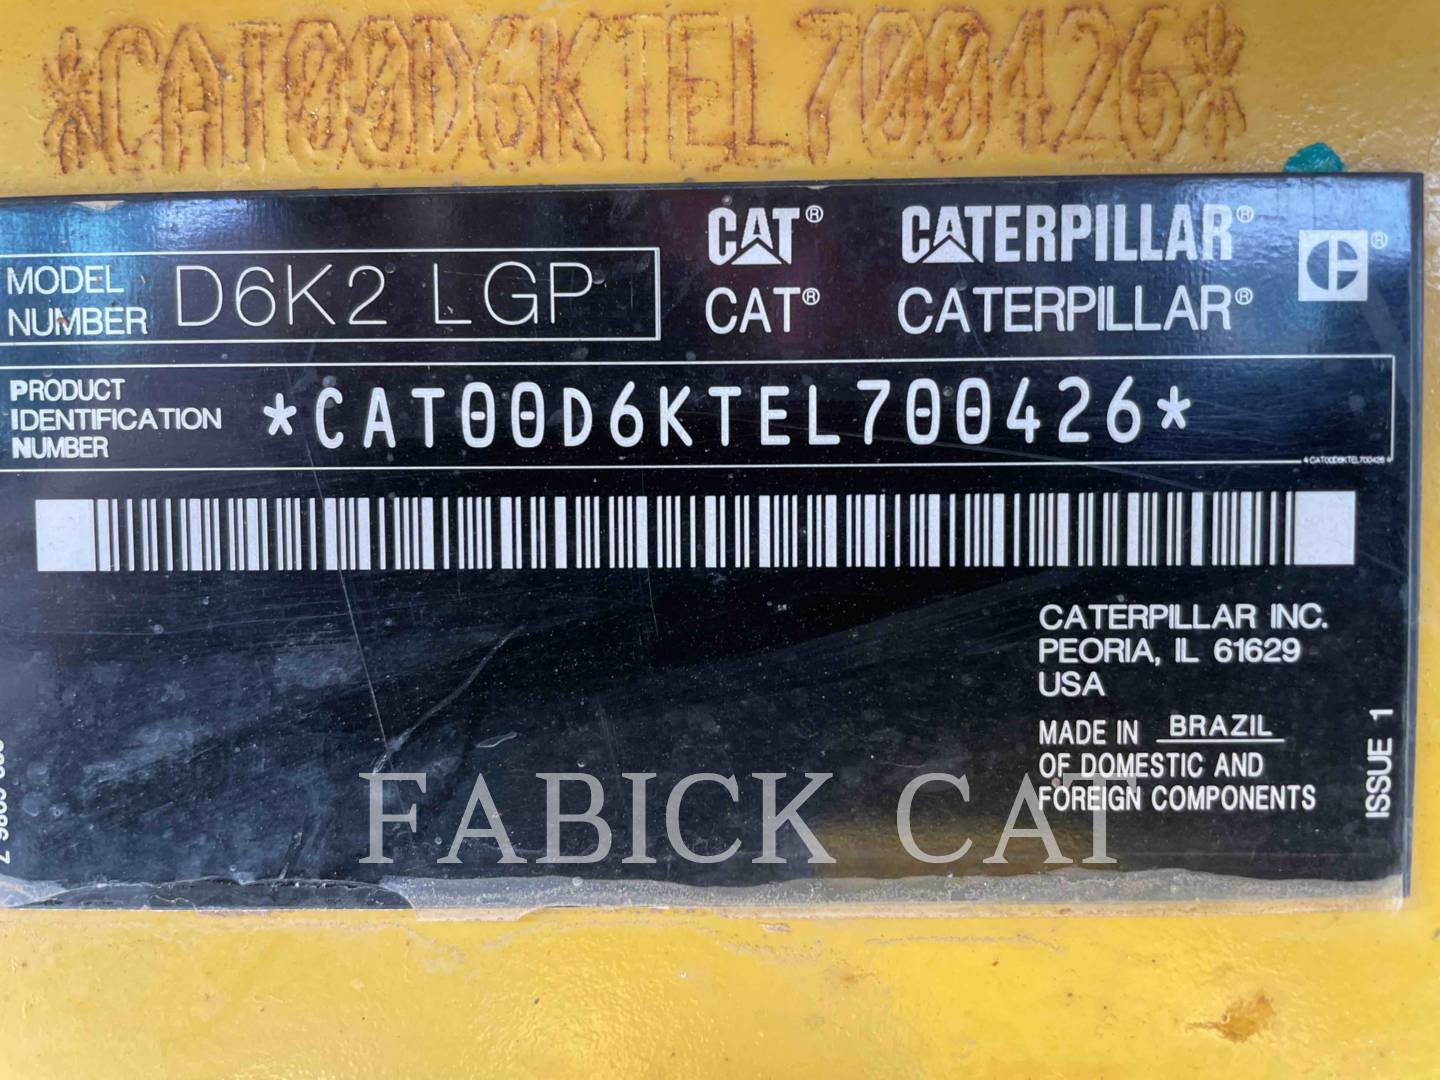 *CAT00D6KTEL700426*
CAT® CATERPILLAR®
MODEL NUMBER D6K2 LGP
CAT® CATERPILLAR®
PRODUCT
IDENTIFICATION
NUMBER
*CAT00D6KTEL700426*
*CAT00D6KTEL700426*
CATERPILLAR INC.
PEORIA, IL 61629
USA
MADE IN BRAZIL
OF DOMESTIC AND
FOREIGN COMPONENTS
ISSUE 1
FABICK CAT